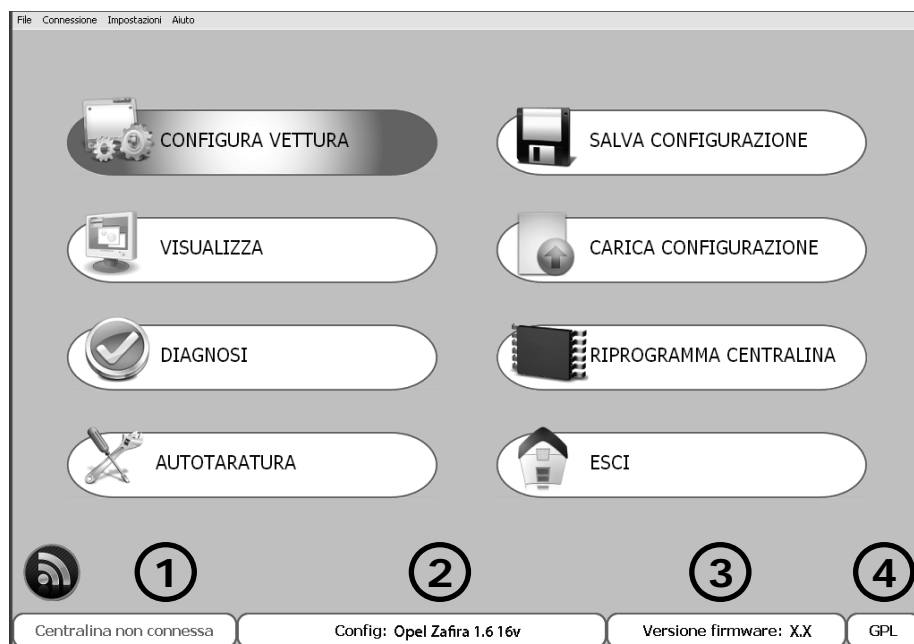 File Connessione Impostazioni Aiuto
CONFIGURA VETTURA
SALVA CONFIGURAZIONE
VISUALIZZA
CARICA CONFIGURAZIONE
DIAGNOSI
RIPROGRAMMA CENTRALINA
AUTOTARATURA
ESCI
1 2 3 4
Centralina non connessa Config: Opel Zafira 1.6 16v Versione firmware: X.X GPL